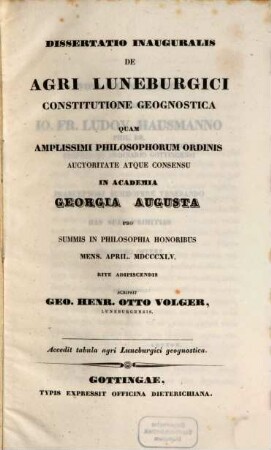 DISSERTATIO INAUGURALIS
DE
AGRI LUNEBURGICI
CONSTITUTIONE GEOGNOSTICA
QUAM
AMPLISSIMI PHILOSOPHORUM ORDINIS
AUCTORITATE ATQUE CONSENSU
IN ACADEMIA
GEORGIA AUGUSTA
PRO
SUMMIS IN PHILOSOPHIA HONORIBUS
MENS. APRIL. MDCCCXLV.
RITE ADIPISCENDIS
SCRIPSIT
GEO. HENR. OTTO VOLGER,
LUNEBURGENSIS.
Accedit tabula agri Luneburgici geognostica.
GOTTINGAE,
TYPIS EXPRESSIT OFFICINA DIETERICHIANA.